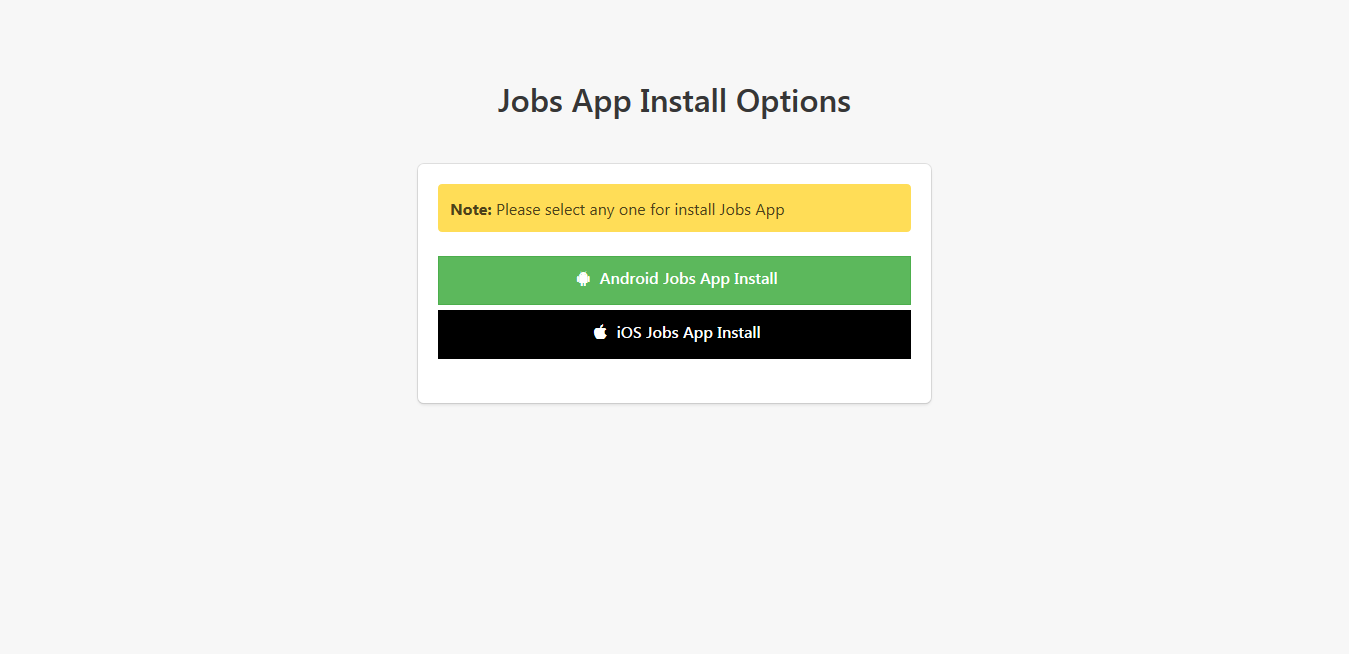 Jobs App Install Options
Note: Please select any one for install Jobs App
Android Jobs App Install
iOS Jobs App Install